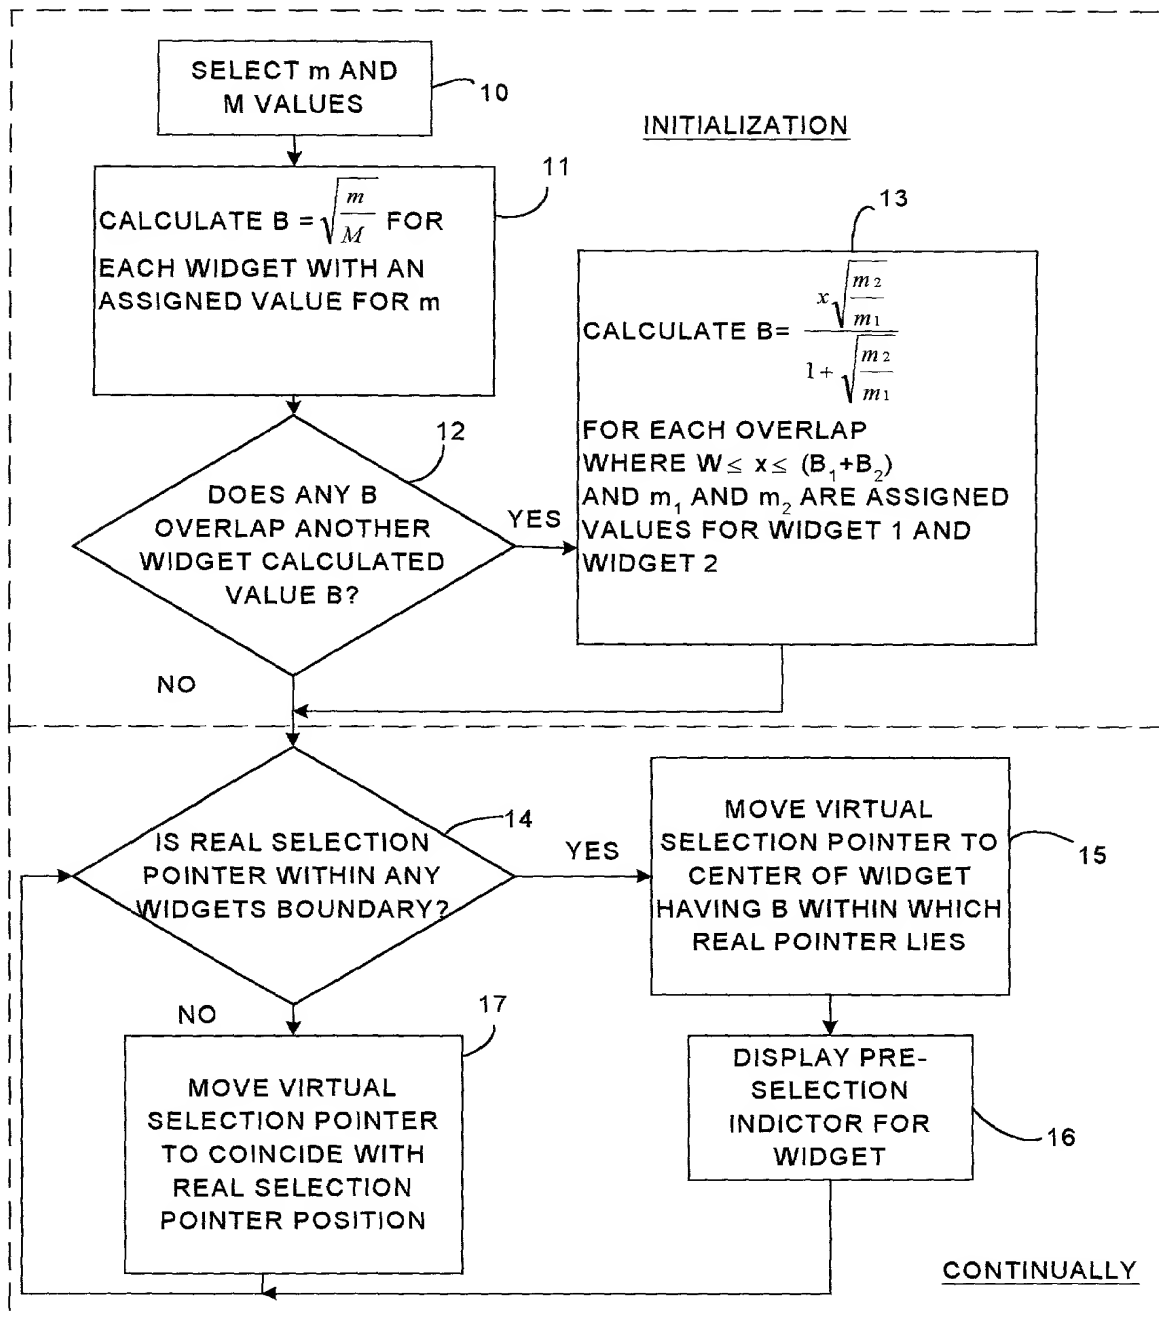 SELECT m AND
M VALUES
10
INITIALIZATION
11
CALCULATE B = √(m/M) FOR
EACH WIDGET WITH AN
ASSIGNED VALUE FOR m
13
CALCULATE B= x√(m₂/m₁) / (1+√(m₂/m₁))
FOR EACH OVERLAP
WHERE W ≤ x ≤ (B₁+B₂)
AND m₁ AND m₂ ARE ASSIGNED
VALUES FOR WIDGET 1 AND
WIDGET 2
12
DOES ANY B
OVERLAP ANOTHER
WIDGET CALCULATED
VALUE B?
YES
NO
14
IS REAL SELECTION
POINTER WITHIN ANY
WIDGETS BOUNDARY?
YES
MOVE VIRTUAL
SELECTION POINTER TO
CENTER OF WIDGET
HAVING B WITHIN WHICH
REAL POINTER LIES
15
NO
17
MOVE VIRTUAL
SELECTION POINTER
TO COINCIDE WITH
REAL SELECTION
POINTER POSITION
DISPLAY PRE-
SELECTION
INDICTOR FOR
WIDGET
16
CONTINUALLY